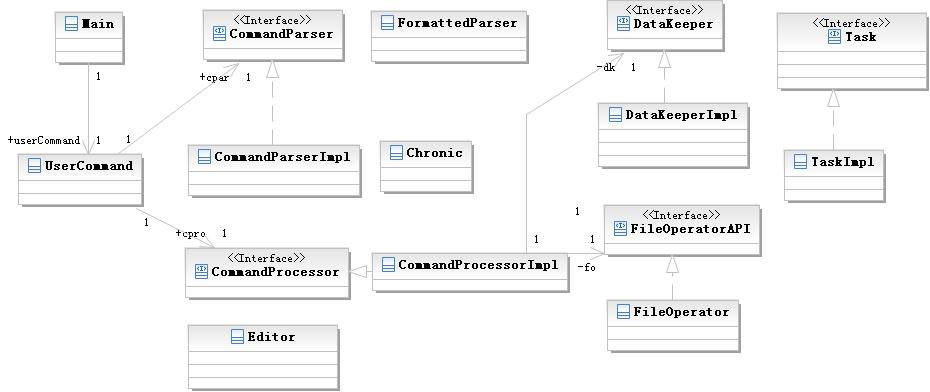 Main
<<Interface>>
CommandParser
FormattedParser
<<Interface>>
DataKeeper
<<Interface>>
Task
1
+cpar
1
-dk
1
+userCommand
1
1
UserCommand
CommandParserImpl
Chronic
DataKeeperImpl
TaskImpl
1
+cpro
1
<<Interface>>
CommandProcessor
CommandProcessorImpl
1
1
1
-fo
<<Interface>>
FileOperatorAPI
Editor
FileOperator